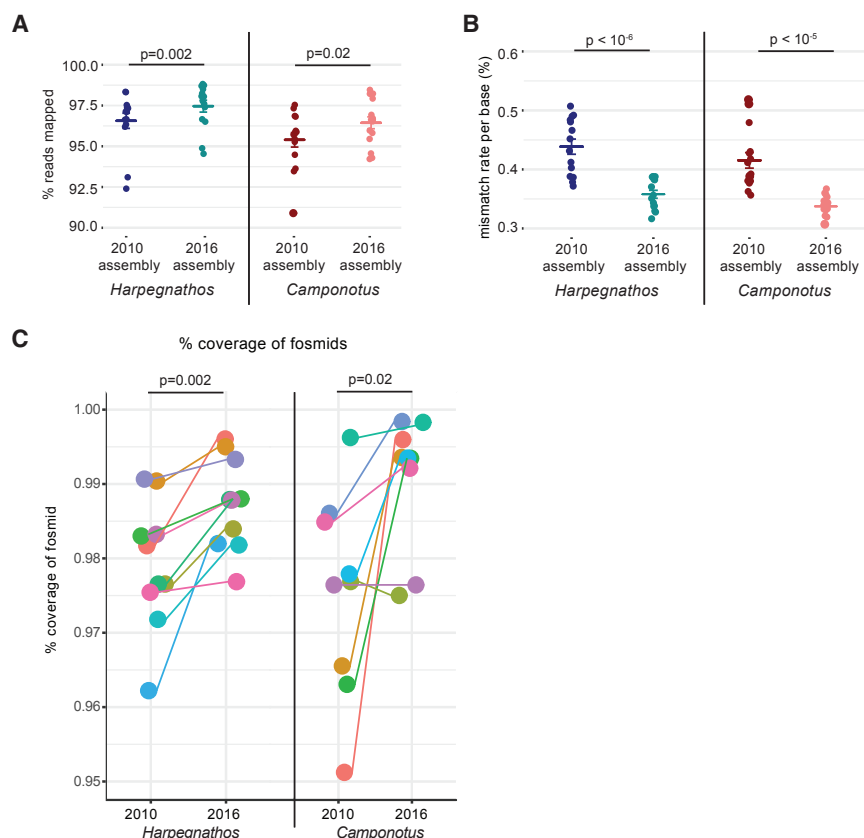 A
p=0.002
p=0.02
% reads mapped
100.0
97.5
95.0
92.5
90.0
2010 assembly
2016 assembly
2010 assembly
2016 assembly
Harpegnathos
Camponotus
B
p < 10-6
p < 10-5
mismatch rate per base (%)
0.6
0.5
0.4
0.3
2010 assembly
2016 assembly
2010 assembly
2016 assembly
Harpegnathos
Camponotus
C
% coverage of fosmids
p=0.002
p=0.02
% coverage of fosmid
1.00
0.99
0.98
0.97
0.96
0.95
2010
2016
2010
2016
Harpegnathos
Camponotus